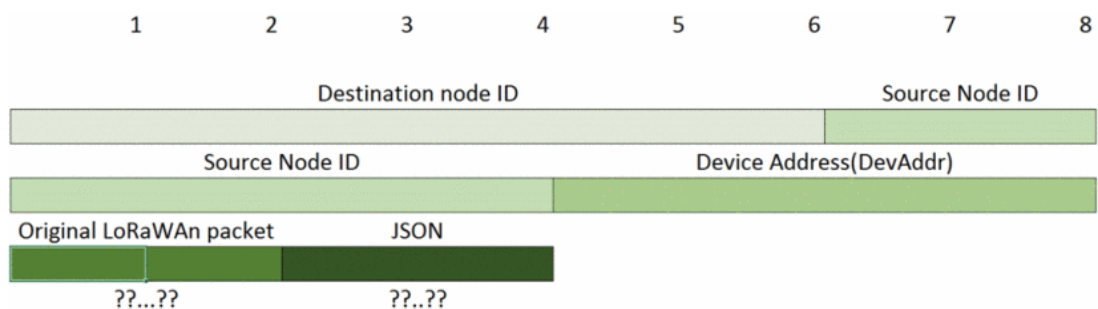 1 2 3 4 5 6 7 8
Destination node ID Source Node ID
Source Node ID Device Address(DevAddr)
Original LoRaWAn packet JSON
??...?? ??..??